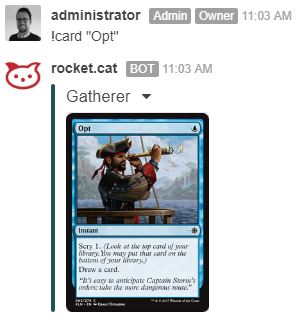 administrator Admin Owner 11:03 AM
!card "Opt"
rocket.cat BOT 11:03 AM
Gatherer
Opt
Instant
Scry 1. (Look at the top card of your
library. You may put that card on the
bottom of your library.)
Draw a card.
"It's easy to anticipate Captain Storm's
orders: take the more dangerous route."